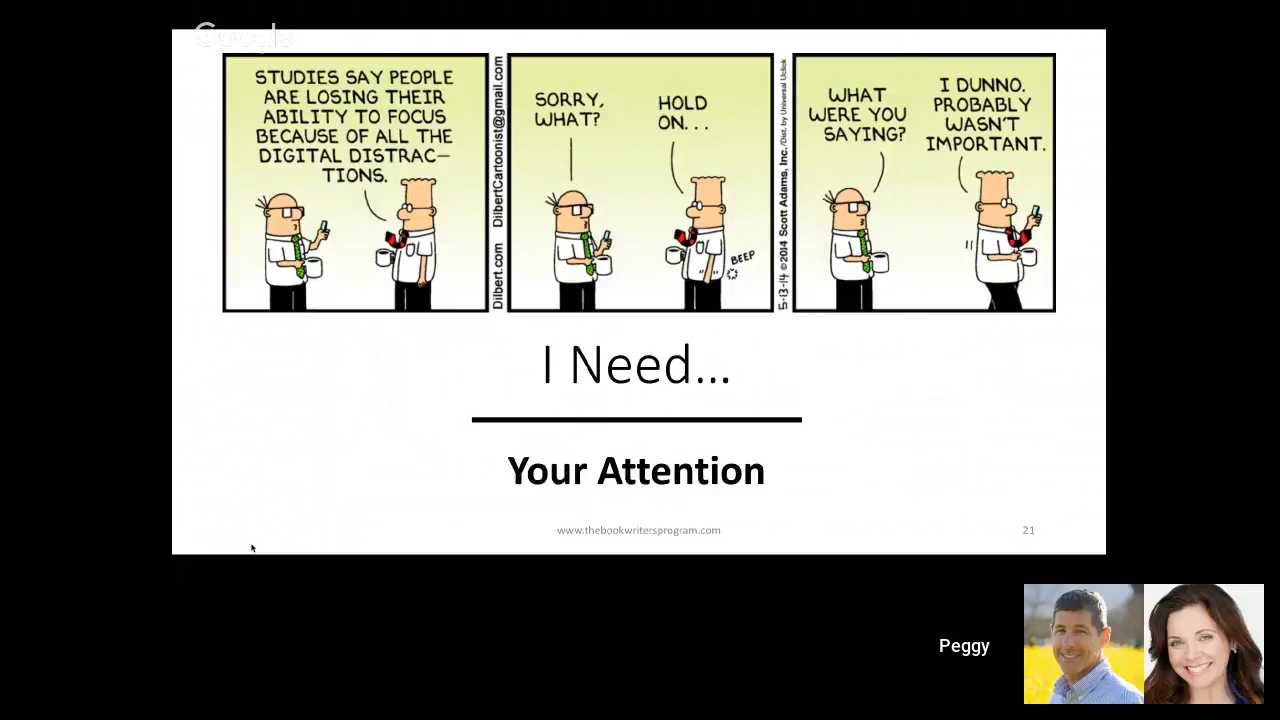 Google
STUDIES SAY PEOPLE
ARE LOSING THEIR
ABILITY TO FOCUS
BECAUSE OF ALL THE
DIGITAL DISTRAC–
TIONS.
Dilbert.com DilbertCartoonist@gmail.com
SORRY,
WHAT?
HOLD
ON...
BEEP
5-13-14 © 2014 Scott Adams, Inc. /Dist. by Universal Uclick
WHAT
WERE YOU
SAYING?
I DUNNO.
PROBABLY
WASN'T
IMPORTANT.
I Need...
Your Attention
www.thebookwritersprogram.com
21
Peggy